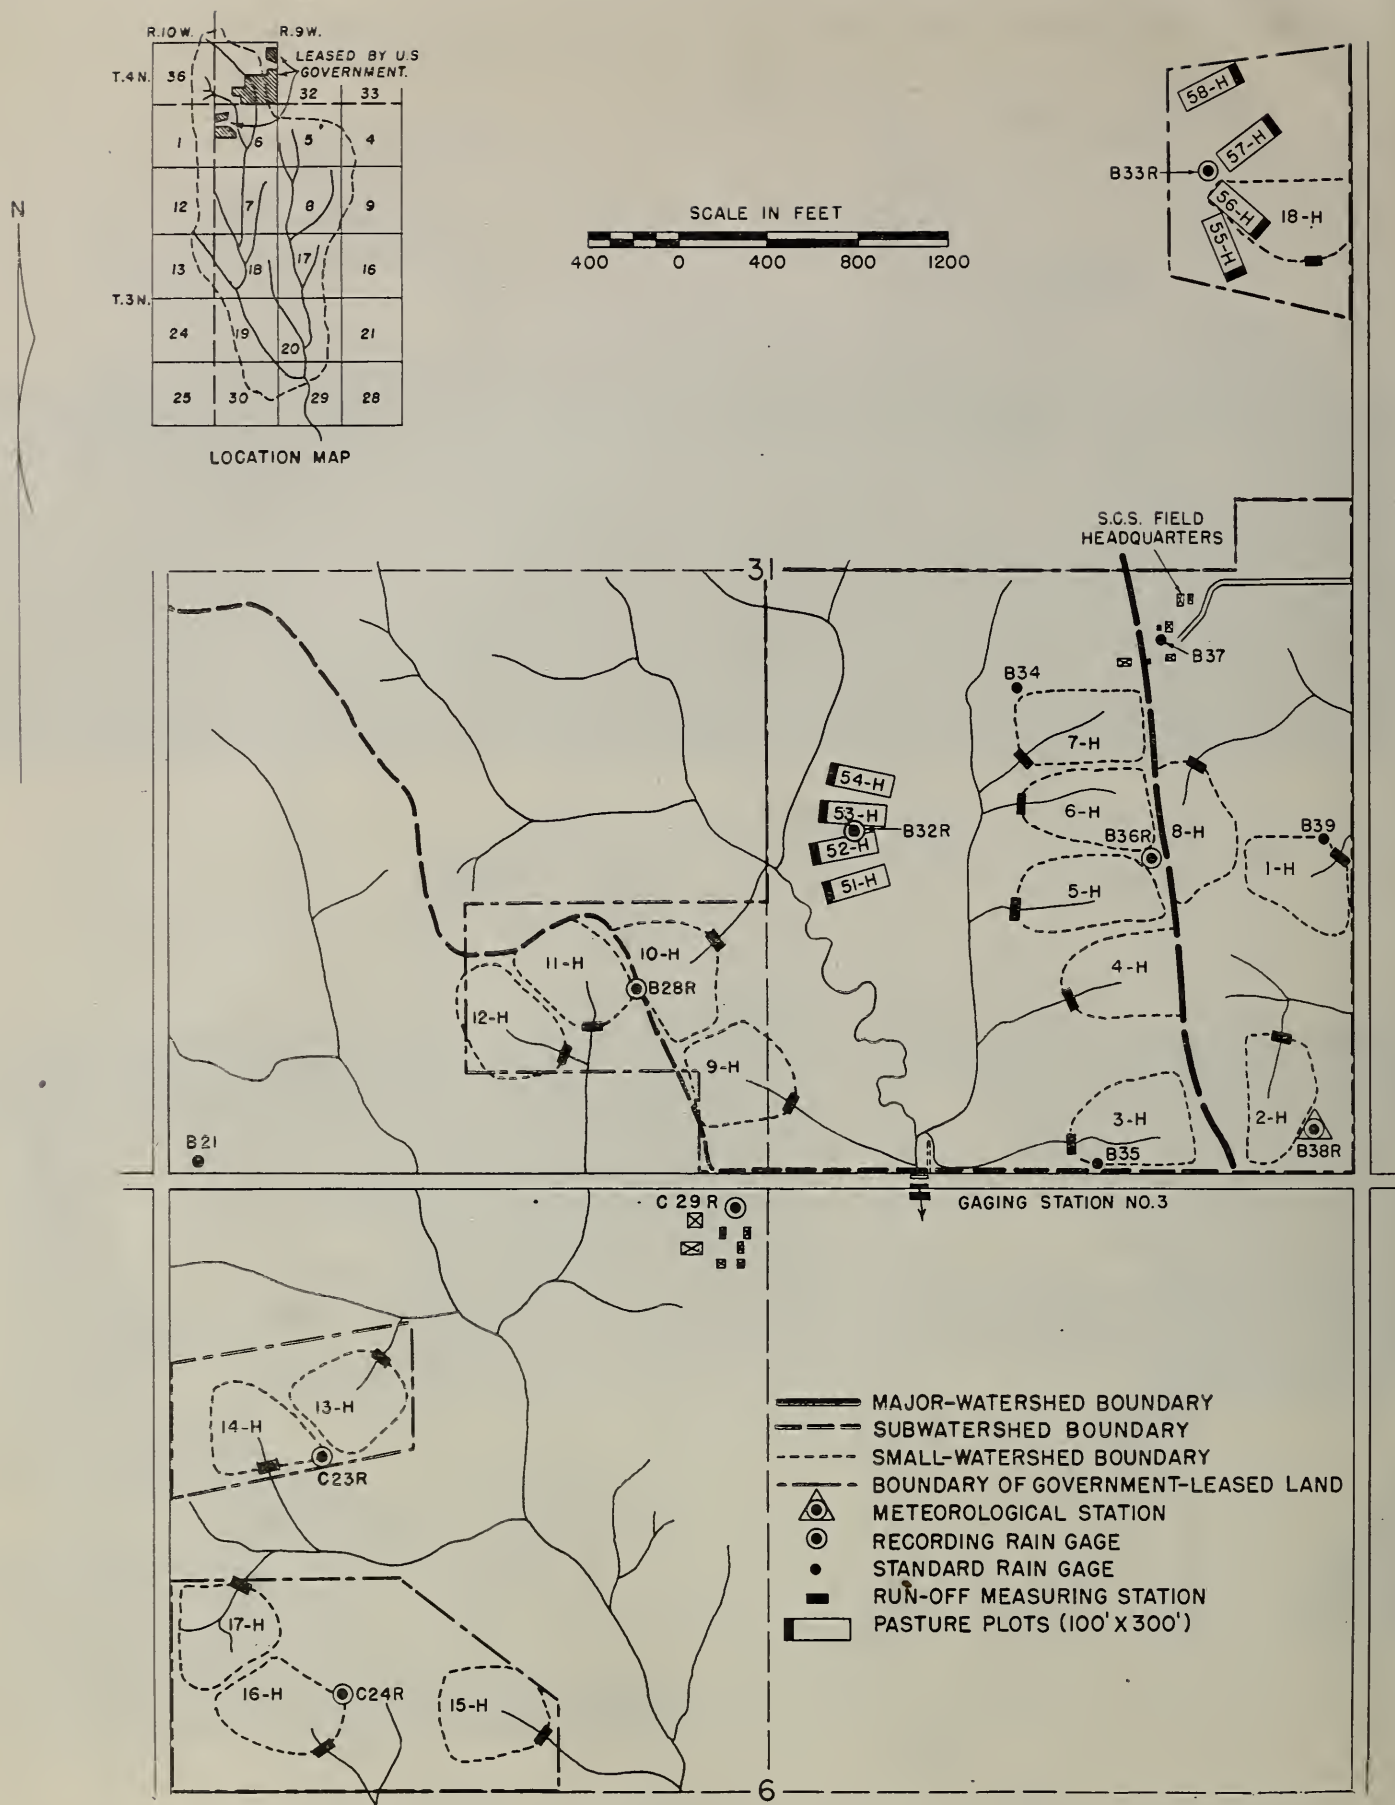 R.10W. R.9W.
LEASED BY U.S
GOVERNMENT.
T.4N. 36 32 33
1 6 5 4
12 7 8 9
13 18 17 16
T.3N.
24 19 20 21
25 30 29 28
LOCATION MAP
N
SCALE IN FEET
400 0 400 800 1200
58-H
57-H
B33R
56-H
18-H
55-H
S.C.S. FIELD
HEADQUARTERS
31
B37
B34
7-H
54-H
53-H
6-H
B32R
B36R
8-H
B39
52-H
1-H
51-H
5-H
10-H
11-H
4-H
B28R
12-H
9-H
3-H
2-H
B21
B35
B38R
C 29 R
GAGING STATION NO.3
13-H
14-H
C23R
MAJOR-WATERSHED BOUNDARY
SUBWATERSHED BOUNDARY
SMALL-WATERSHED BOUNDARY
BOUNDARY OF GOVERNMENT-LEASED LAND
METEOROLOGICAL STATION
RECORDING RAIN GAGE
STANDARD RAIN GAGE
RUN-OFF MEASURING STATION
PASTURE PLOTS (100'X300')
17-H
16-H
C24R
15-H
6